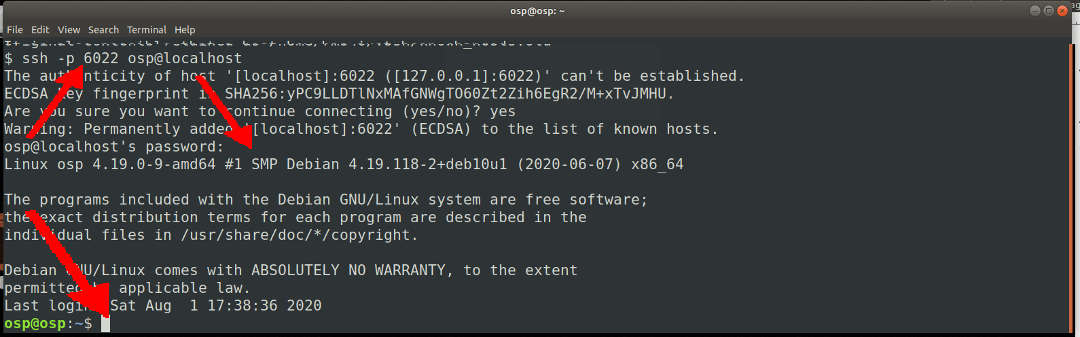 osp@osp: ~
File Edit View Search Terminal Help
$ ssh -p 6022 osp@localhost
The authenticity of host '[localhost]:6022 ([127.0.0.1]:6022)' can't be established.
ECDSA key fingerprint is SHA256:yPC9LLDTlNxMAfGNWgTO60Zt2Zih6EgR2/M+xTvJMHU.
Are you sure you want to continue connecting (yes/no)? yes
Warning: Permanently added '[localhost]:6022' (ECDSA) to the list of known hosts.
osp@localhost's password:
Linux osp 4.19.0-9-amd64 #1 SMP Debian 4.19.118-2+deb10u1 (2020-06-07) x86_64
The programs included with the Debian GNU/Linux system are free software;
the exact distribution terms for each program are described in the
individual files in /usr/share/doc/*/copyright.
Debian GNU/Linux comes with ABSOLUTELY NO WARRANTY, to the extent
permitted by applicable law.
Last login: Sat Aug  1 17:38:36 2020
osp@osp:~$